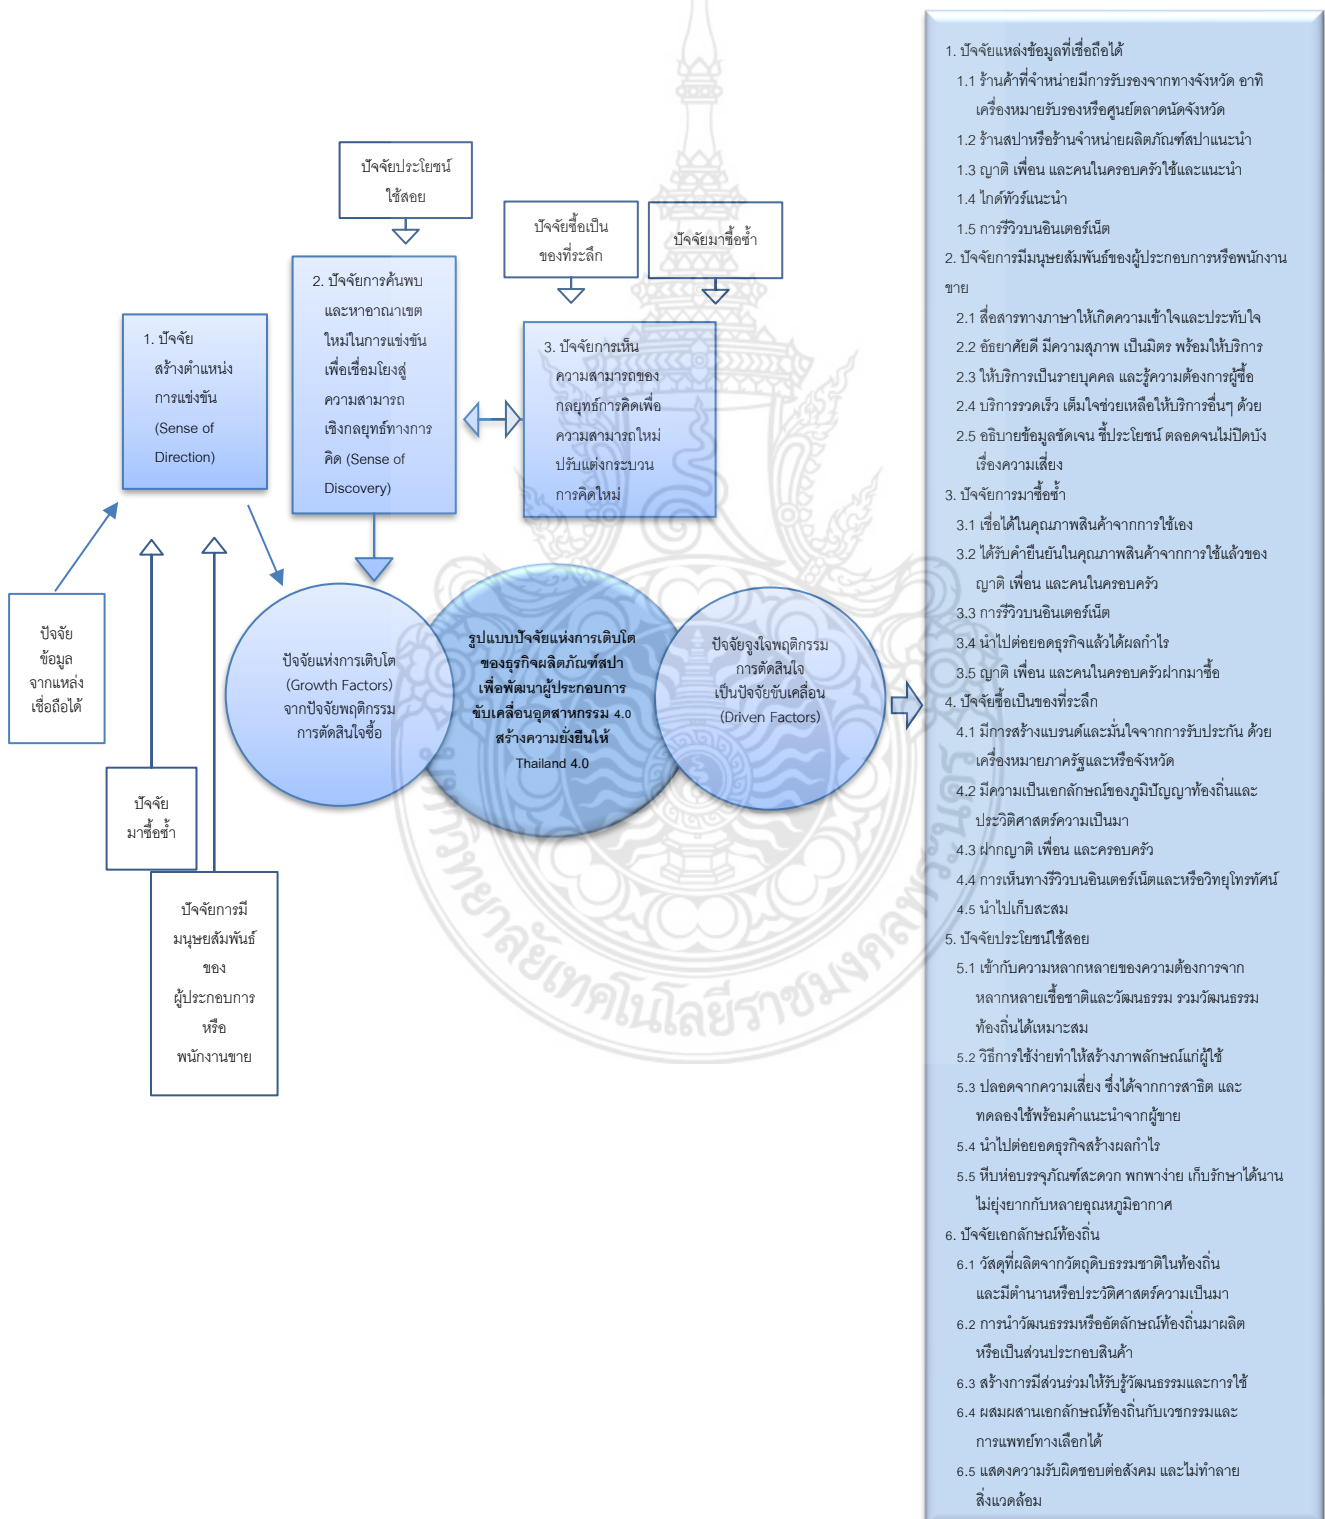 ปัจจัยประโยชน์
ใช้สอย
ปัจจัยซื้อเป็น
ของที่ระลึก
ปัจจัยมาซื้อซ้ำ
1. ปัจจัย
สร้างตำแหน่ง
การแข่งขัน
(Sense of
Direction)
2. ปัจจัยการค้นพบ
และหาอาณาเขต
ใหม่ในการแข่งขัน
เพื่อเชื่อมโยงสู่
ความสามารถ
เชิงกลยุทธ์ทางการ
คิด (Sense of
Discovery)
3. ปัจจัยการเห็น
ความสามารถของ
กลยุทธ์การคิดเพื่อ
ความสามารถใหม่
ปรับแต่งกระบวน
การคิดใหม่
ปัจจัย
ข้อมูล
จากแหล่ง
เชื่อถือได้
ปัจจัย
มาซื้อซ้ำ
ปัจจัยการมี
มนุษยสัมพันธ์
ของ
ผู้ประกอบการ
หรือ
พนักงานขาย
ปัจจัยแห่งการเติบโต
(Growth Factors)
จากปัจจัยพฤติกรรม
การตัดสินใจซื้อ
รูปแบบปัจจัยแห่งการเติบโต
ของธุรกิจผลิตภัณฑ์สปา
เพื่อพัฒนาผู้ประกอบการ
ขับเคลื่อนอุตสาหกรรม 4.0
สร้างความยั่งยืนให้
Thailand 4.0
ปัจจัยจูงใจพฤติกรรม
การตัดสินใจ
เป็นปัจจัยขับเคลื่อน
(Driven Factors)
มหาวิทยาลัยเทคโนโลยีราชมงคลพระนคร
1. ปัจจัยแหล่งข้อมูลที่เชื่อถือได้
1.1 ร้านค้าที่จำหน่ายมีการรับรองจากทางจังหวัด อาทิ
เครื่องหมายรับรองหรือศูนย์ตลาดนัดจังหวัด
1.2 ร้านสปาหรือร้านจำหน่ายผลิตภัณฑ์สปาแนะนำ
1.3 ญาติ เพื่อน และคนในครอบครัวใช้และแนะนำ
1.4 ไกด์ทัวร์แนะนำ
1.5 การรีวิวบนอินเตอร์เน็ต
2. ปัจจัยการมีมนุษยสัมพันธ์ของผู้ประกอบการหรือพนักงาน
ขาย
2.1 สื่อสารทางภาษาให้เกิดความเข้าใจและประทับใจ
2.2 อัธยาศัยดี มีความสุภาพ เป็นมิตร พร้อมให้บริการ
2.3 ให้บริการเป็นรายบุคคล และรู้ความต้องการผู้ซื้อ
2.4 บริการรวดเร็ว เต็มใจช่วยเหลือให้บริการอื่นๆ ด้วย
2.5 อธิบายข้อมูลชัดเจน ชี้ประโยชน์ ตลอดจนไม่ปิดบัง
เรื่องความเสี่ยง
3. ปัจจัยการมาซื้อซ้ำ
3.1 เชื่อได้ในคุณภาพสินค้าจากการใช้เอง
3.2 ได้รับคำยืนยันในคุณภาพสินค้าจากการใช้แล้วของ
ญาติ เพื่อน และคนในครอบครัว
3.3 การรีวิวบนอินเตอร์เน็ต
3.4 นำไปต่อยอดธุรกิจแล้วได้ผลกำไร
3.5 ญาติ เพื่อน และคนในครอบครัวฝากมาซื้อ
4. ปัจจัยซื้อเป็นของที่ระลึก
4.1 มีการสร้างแบรนด์และมั่นใจจากการรับประกัน ด้วย
เครื่องหมายภาครัฐและหรือจังหวัด
4.2 มีความเป็นเอกลักษณ์ของภูมิปัญญาท้องถิ่นและ
ประวัติศาสตร์ความเป็นมา
4.3 ฝากญาติ เพื่อน และครอบครัว
4.4 การเห็นทางรีวิวบนอินเตอร์เน็ตและหรือวิทยุโทรทัศน์
4.5 นำไปเก็บสะสม
5. ปัจจัยประโยชน์ใช้สอย
5.1 เข้ากับความหลากหลายของความต้องการจาก
หลากหลายเชื้อชาติและวัฒนธรรม รวมวัฒนธรรม
ท้องถิ่นได้เหมาะสม
5.2 วิธีการใช้ง่ายทำให้สร้างภาพลักษณ์แก่ผู้ใช้
5.3 ปลอดจากความเสี่ยง ซึ่งได้จากการสาธิต และ
ทดลองใช้พร้อมคำแนะนำจากผู้ขาย
5.4 นำไปต่อยอดธุรกิจสร้างผลกำไร
5.5 หีบห่อบรรจุภัณฑ์สะดวก พกพาง่าย เก็บรักษาได้นาน
ไม่ยุ่งยากกับหลายอุณหภูมิอากาศ
6. ปัจจัยเอกลักษณ์ท้องถิ่น
6.1 วัสดุที่ผลิตจากวัตถุดิบธรรมชาติในท้องถิ่น
และมีตำนานหรือประวัติศาสตร์ความเป็นมา
6.2 การนำวัฒนธรรมหรืออัตลักษณ์ท้องถิ่นมาผลิต
หรือเป็นส่วนประกอบสินค้า
6.3 สร้างการมีส่วนร่วมให้รับรู้วัฒนธรรมและการใช้
6.4 ผสมผสานเอกลักษณ์ท้องถิ่นกับเวชกรรมและ
การแพทย์ทางเลือกได้
6.5 แสดงความรับผิดชอบต่อสังคม และไม่ทำลาย
สิ่งแวดล้อม